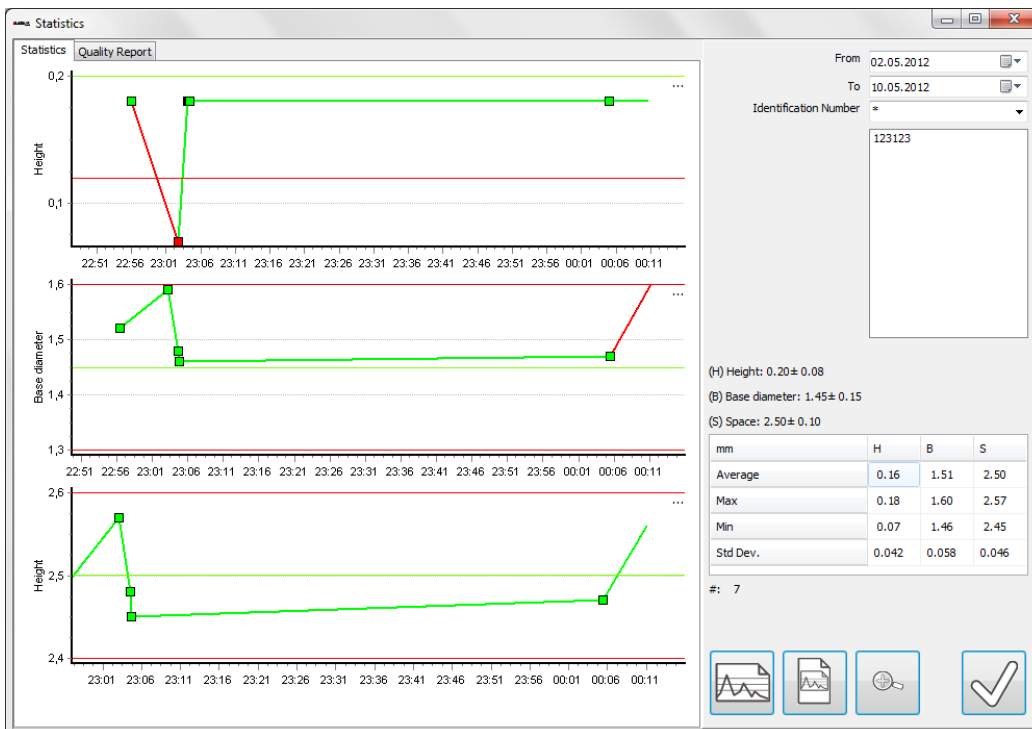 Statistics
Statistics Quality Report
0,2
...
Height
0,1
22:51 22:56 23:01 23:06 23:11 23:16 23:21 23:26 23:31 23:36 23:41 23:46 23:51 23:56 00:01 00:06 00:11
1,6
...
1,5
Base diameter
1,4
1,3
22:51 22:56 23:01 23:06 23:11 23:16 23:21 23:26 23:31 23:36 23:41 23:46 23:51 23:56 00:01 00:06 00:11
2,6
...
Height
2,5
2,4
23:01 23:06 23:11 23:16 23:21 23:26 23:31 23:36 23:41 23:46 23:51 23:56 00:01 00:06 00:11
From 02.05.2012
To 10.05.2012
Identification Number *
123123
(H) Height: 0.20± 0.08
(B) Base diameter: 1.45± 0.15
(S) Space: 2.50± 0.10
mm H B S
Average 0.16 1.51 2.50
Max 0.18 1.60 2.57
Min 0.07 1.46 2.45
Std Dev. 0.042 0.058 0.046
#: 7